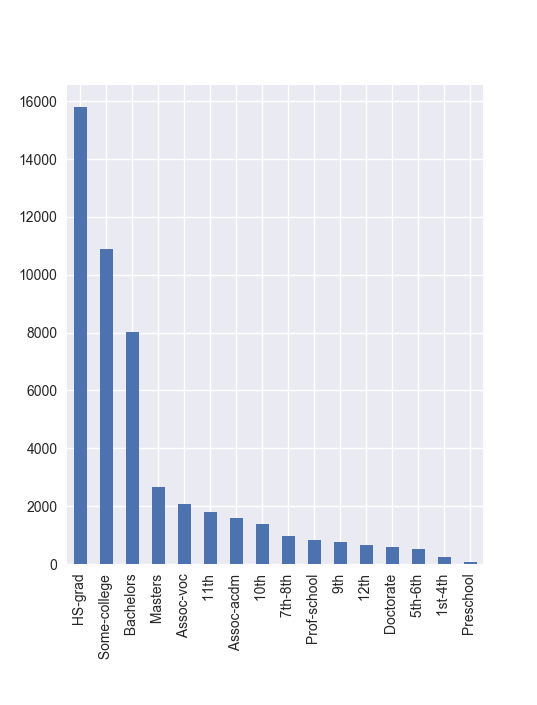 16000
14000
12000
10000
8000
6000
4000
2000
0
HS-grad
Some-college
Bachelors
Masters
Assoc-voc
11th
Assoc-acdm
10th
7th-8th
Prof-school
9th
12th
Doctorate
5th-6th
1st-4th
Preschool